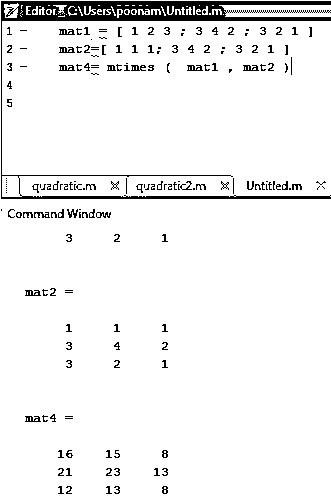 Editor - C:\Users\poonam\Untitled.m
1 - mat1 = [ 1 2 3 ; 3 4 2 ; 3 2 1 ]
2 - mat2=[ 1 1 1; 3 4 2 ; 3 2 1 ]
3 - mat4= mtimes ( mat1 , mat2 )
4
5
quadratic.m × quadratic2.m × Untitled.m ×
Command Window
3 2 1
mat2 =
1 1 1
3 4 2
3 2 1
mat4 =
16 15 8
21 23 13
12 13 8